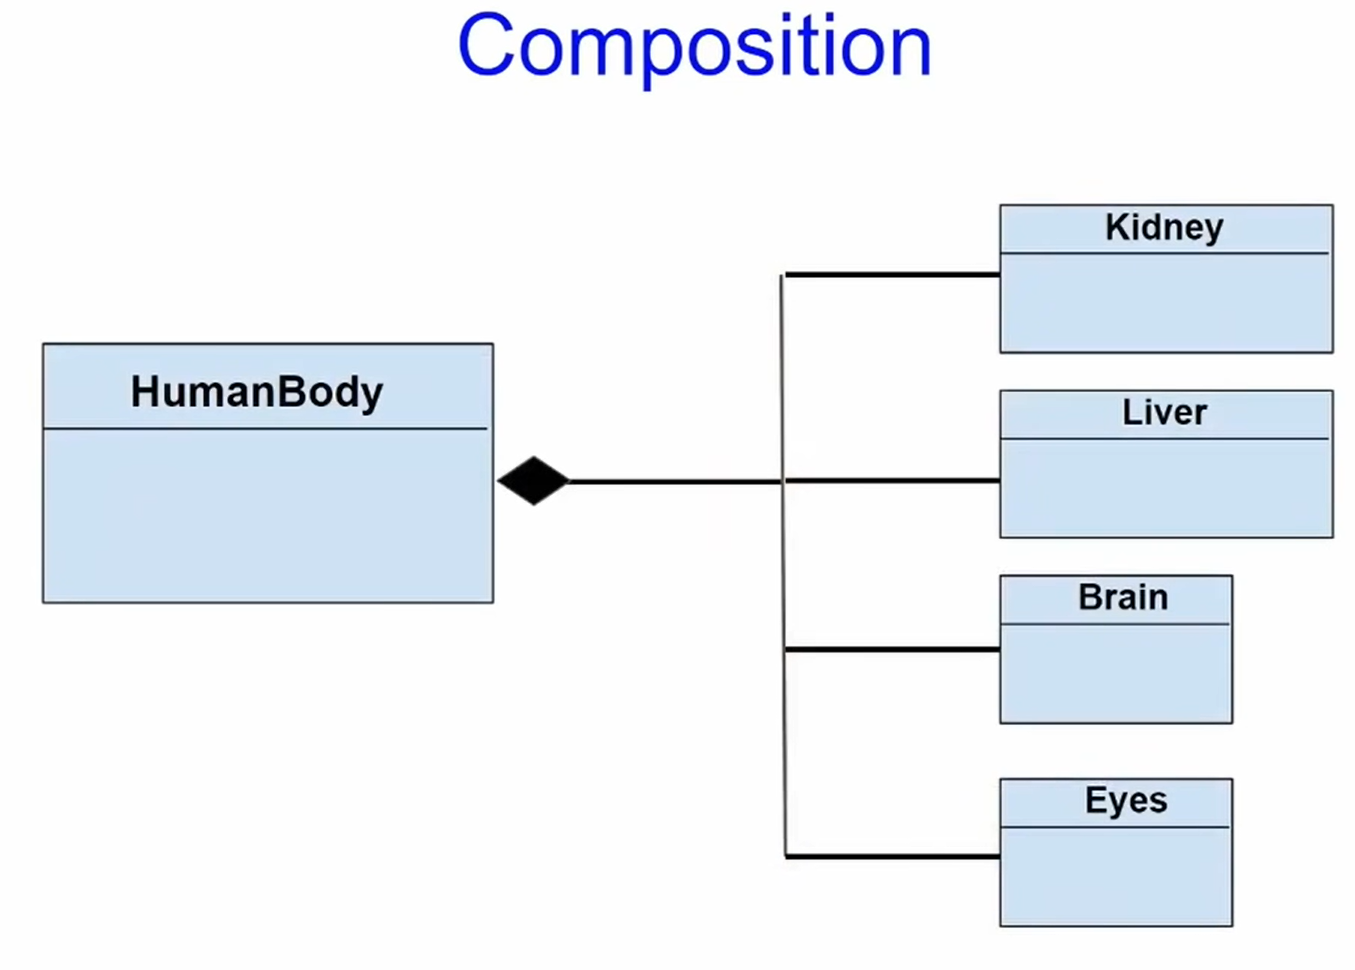 Composition
Kidney
HumanBody
Liver
Brain
Eyes